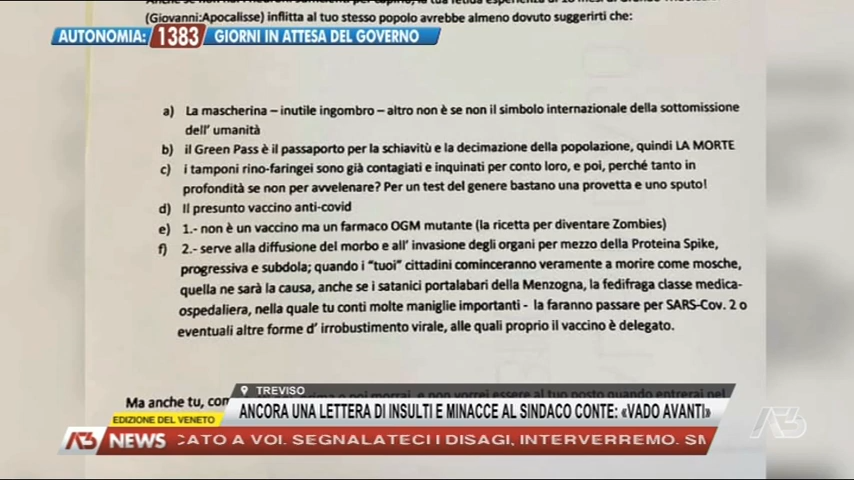 (Giovanni:Apocalisse) inflitta al tuo stesso popolo avrebbe almeno dovuto suggerirti che:
AUTONOMIA: 1383 GIORNI IN ATTESA DEL GOVERNO
a) La mascherina – inutile ingombro – altro non è se non il simbolo internazionale della sottomissione
dell' umanità
b) il Green Pass è il passaporto per la schiavitù e la decimazione della popolazione, quindi LA MORTE
c) i tamponi rino-faringei sono già contagiati e inquinati per conto loro, e poi, perché tanto in
profondità se non per avvelenare? Per un test del genere bastano una provetta e uno sputo!
d) Il presunto vaccino anti-covid
e) 1.- non è un vaccino ma un farmaco OGM mutante (la ricetta per diventare Zombies)
f) 2.- serve alla diffusione del morbo e all' invasione degli organi per mezzo della Proteina Spike,
progressiva e subdola; quando i “tuoi” cittadini cominceranno veramente a morire come mosche,
quella ne sarà la causa, anche se i satanici portalabari della Menzogna, la fedifraga classe medica-
ospedaliera, nella quale tu conti molte maniglie importanti - la faranno passare per SARS-Cov. 2 o
eventuali altre forme d' irrobustimento virale, alle quali proprio il vaccino è delegato.
Ma anche tu,
TREVISO
ANCORA UNA LETTERA DI INSULTI E MINACCE AL SINDACO CONTE: «VADO AVANTI»
EDIZIONE DEL VENETO
A3 NEWS
CATO A VOI. SEGNALATECI I DISAGI, INTERVERREMO. SM
A3